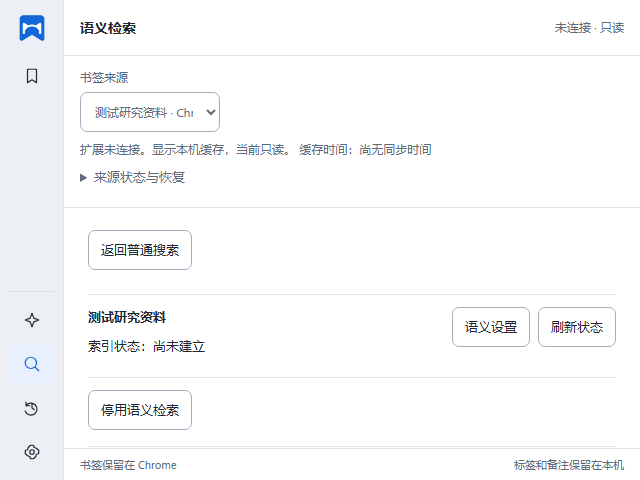 语义检索
未连接 · 只读
书签来源
测试研究资料 · Chr
扩展未连接。显示本机缓存，当前只读。 缓存时间：尚无同步时间
来源状态与恢复
返回普通搜索
测试研究资料
语义设置
刷新状态
索引状态：尚未建立
停用语义检索
书签保留在 Chrome
标签和备注保留在本机